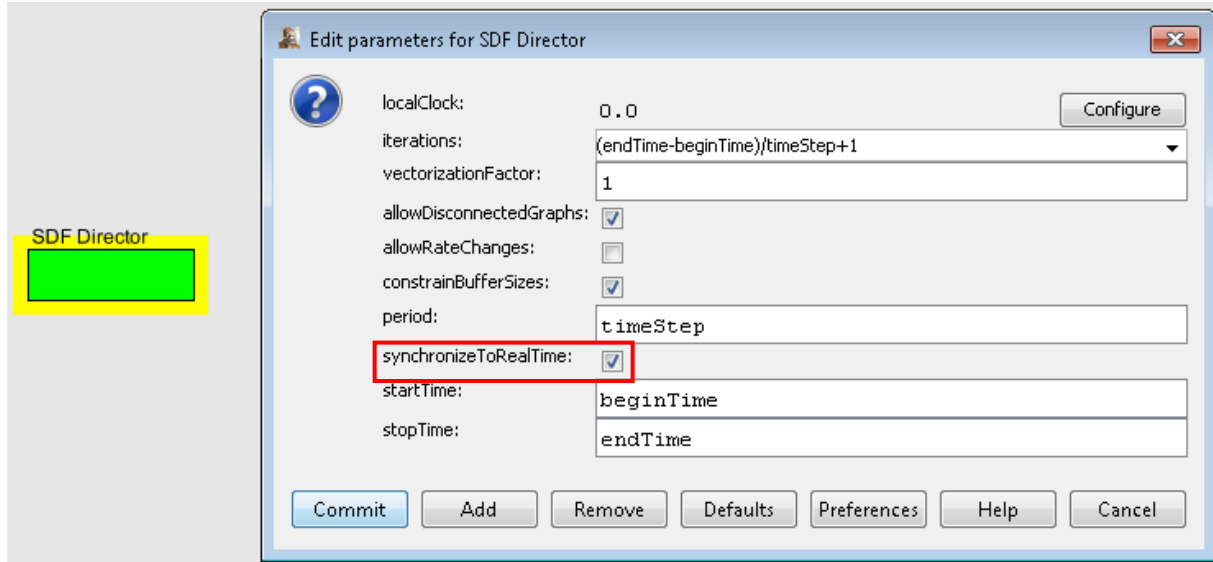 Edit parameters for SDF Director
localClock: 0.0 Configure
iterations: (endTime-beginTime)/timeStep+1
vectorizationFactor: 1
allowDisconnectedGraphs:
allowRateChanges:
SDF Director
constrainBufferSizes:
period: timeStep
synchronizeToRealTime:
startTime: beginTime
stopTime: endTime
Commit Add Remove Defaults Preferences Help Cancel